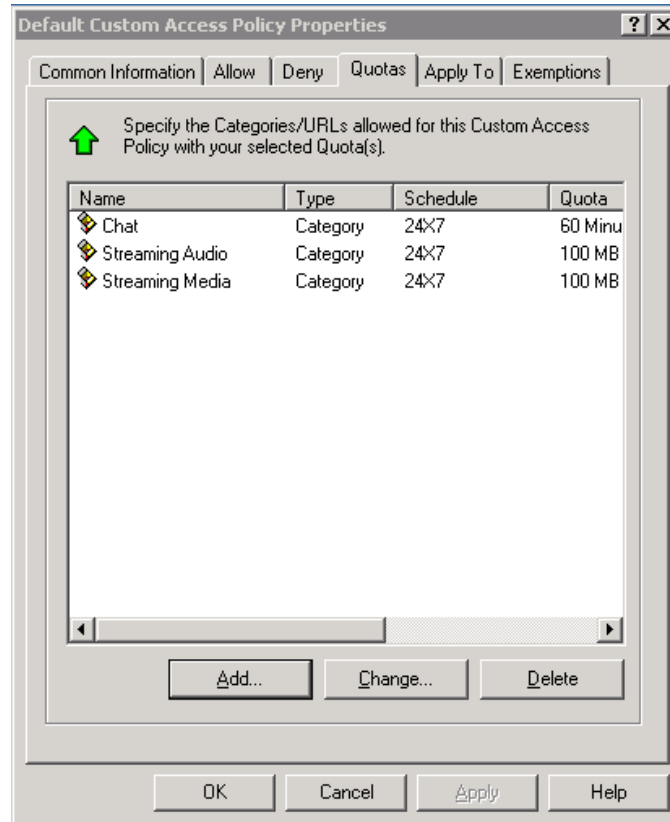 Default Custom Access Policy Properties ? X
Common Information Allow Deny Quotas Apply To Exemptions
Specify the Categories/URLs allowed for this Custom Access
Policy with your selected Quota(s).
Name Type Schedule Quota
Chat Category 24X7 60 Minu
Streaming Audio Category 24X7 100 MB
Streaming Media Category 24X7 100 MB
Add... Change... Delete
OK Cancel Apply Help